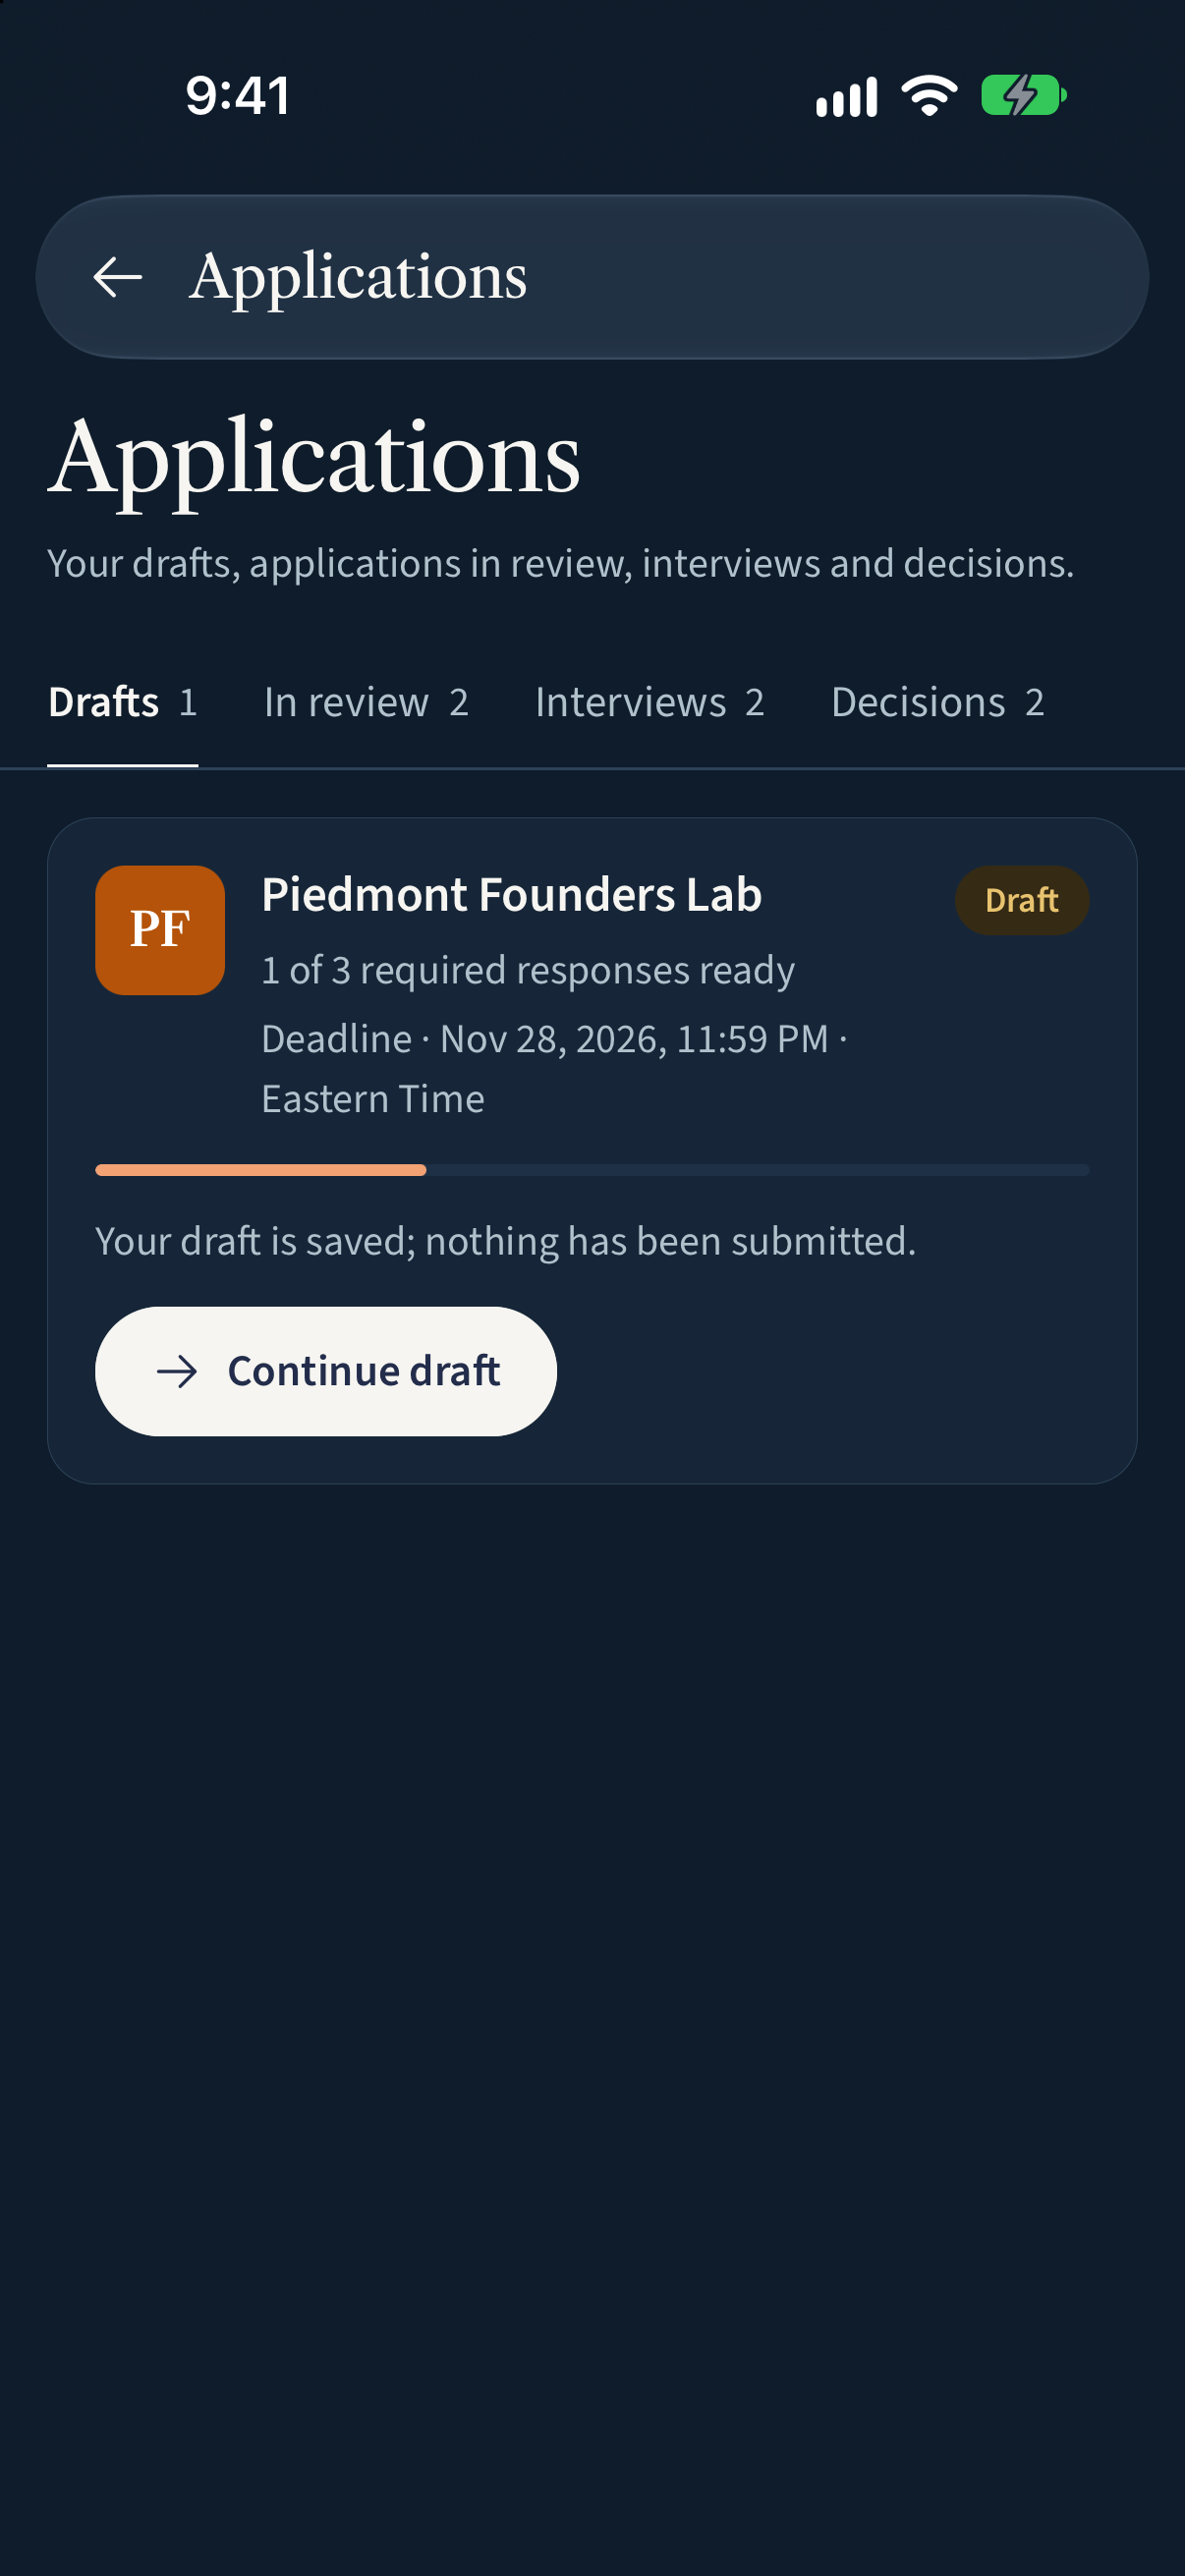 9:41
Applications
Applications
Your drafts, applications in review, interviews and decisions.
Drafts 1 In review 2 Interviews 2 Decisions 2
PF
Piedmont Founders Lab
Draft
1 of 3 required responses ready
Deadline · Nov 28, 2026, 11:59 PM ·
Eastern Time
Your draft is saved; nothing has been submitted.
Continue draft